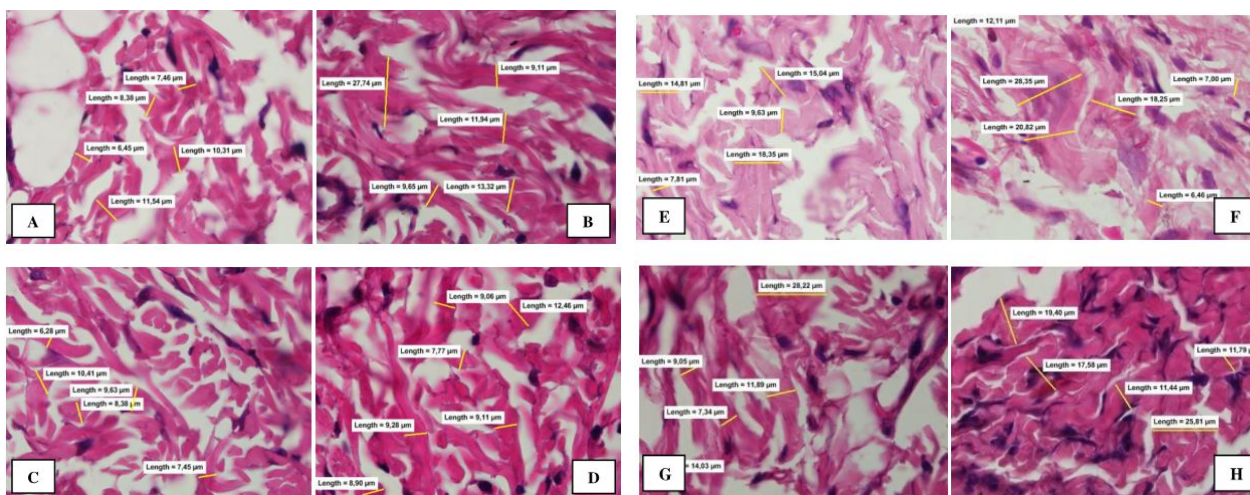 Length = 7,46 µm
Length = 8,38 µm
Length = 6,45 µm
Length = 10,31 µm
Length = 11,54 µm
A
Length = 9,11 µm
Length = 27,74 µm
Length = 11,94 µm
Length = 9,65 µm
Length = 13,32 µm
B
Length = 14,81 µm
Length = 15,04 µm
Length = 9,63 µm
Length = 18,35 µm
Length = 7,81 µm
E
Length = 12,11 µm
Length = 28,35 µm
Length = 7,00 µm
Length = 18,25 µm
Length = 20,82 µm
Length = 6,46 µm
F
Length = 6,28 µm
Length = 10,41 µm
Length = 9,63 µm
Length = 8,38 µm
Length = 7,45 µm
C
Length = 9,06 µm
Length = 12,46 µm
Length = 7,77 µm
Length = 9,11 µm
Length = 9,28 µm
Length = 8,90 µm
D
Length = 28,22 µm
Length = 9,05 µm
Length = 11,89 µm
Length = 7,34 µm
= 14,03 µm
G
Length = 19,40 µm
Length = 11,79 µm
Length = 17,58 µm
Length = 11,44 µm
Length = 25,81 µm
H